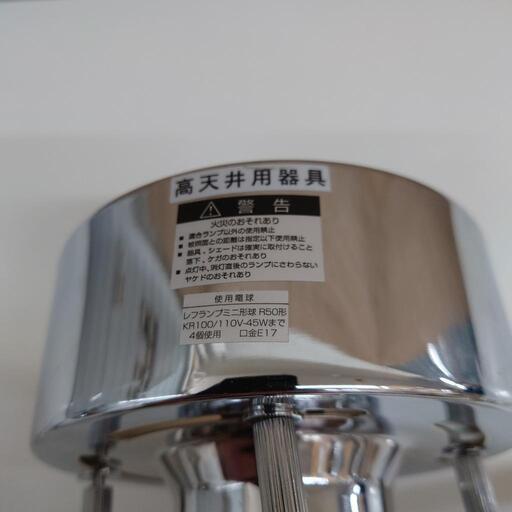 高天井用器具
警告
火災のおそれあり
■ 適合ランプ以外の使用禁止
■ 被照面との距離は指定以下使用禁止
■ 器具、シェードは確実に取付けること
落下、ケガのおそれあり
■ 点灯中、消灯直後のランプにさわらない
ヤケドのおそれあり
使用電球
レフランプミニ形球 R50形
KR100/110V-45Wまで
4個使用 口金E17